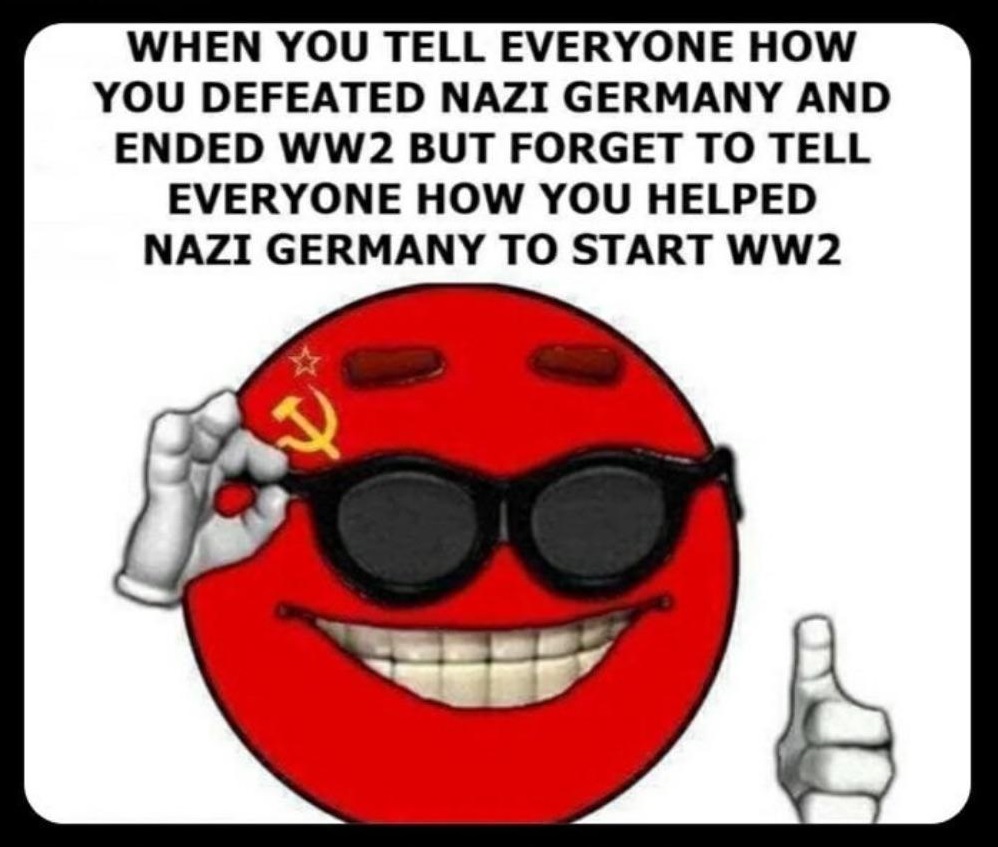 WHEN YOU TELL EVERYONE HOW
YOU DEFEATED NAZI GERMANY AND
ENDED WW2 BUT FORGET TO TELL
EVERYONE HOW YOU HELPED
NAZI GERMANY TO START WW2